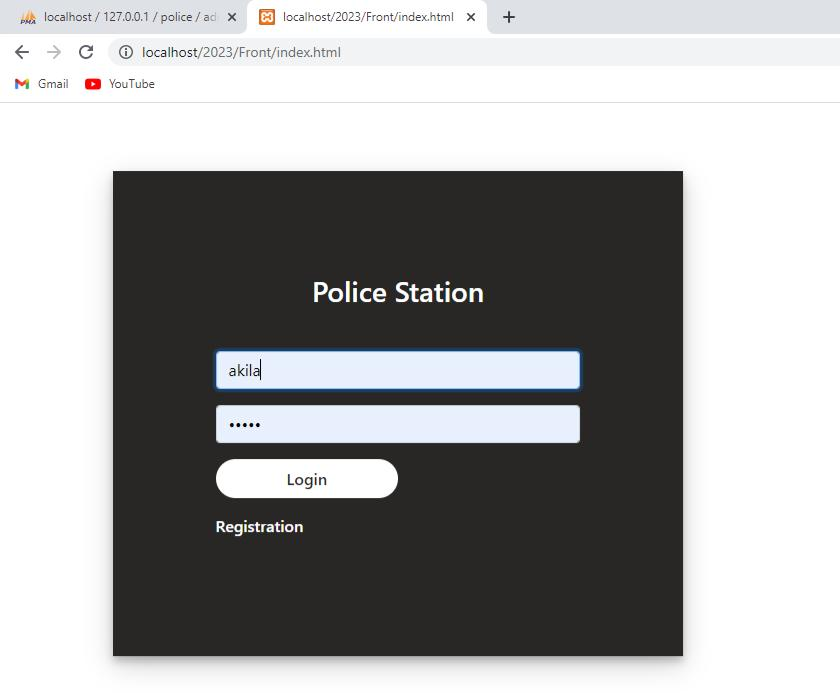 PMA localhost / 127.0.0.1 / police / ad
localhost/2023/Front/index.html
localhost/2023/Front/index.html
Gmail YouTube
Police Station
akila
•••••
Login
Registration